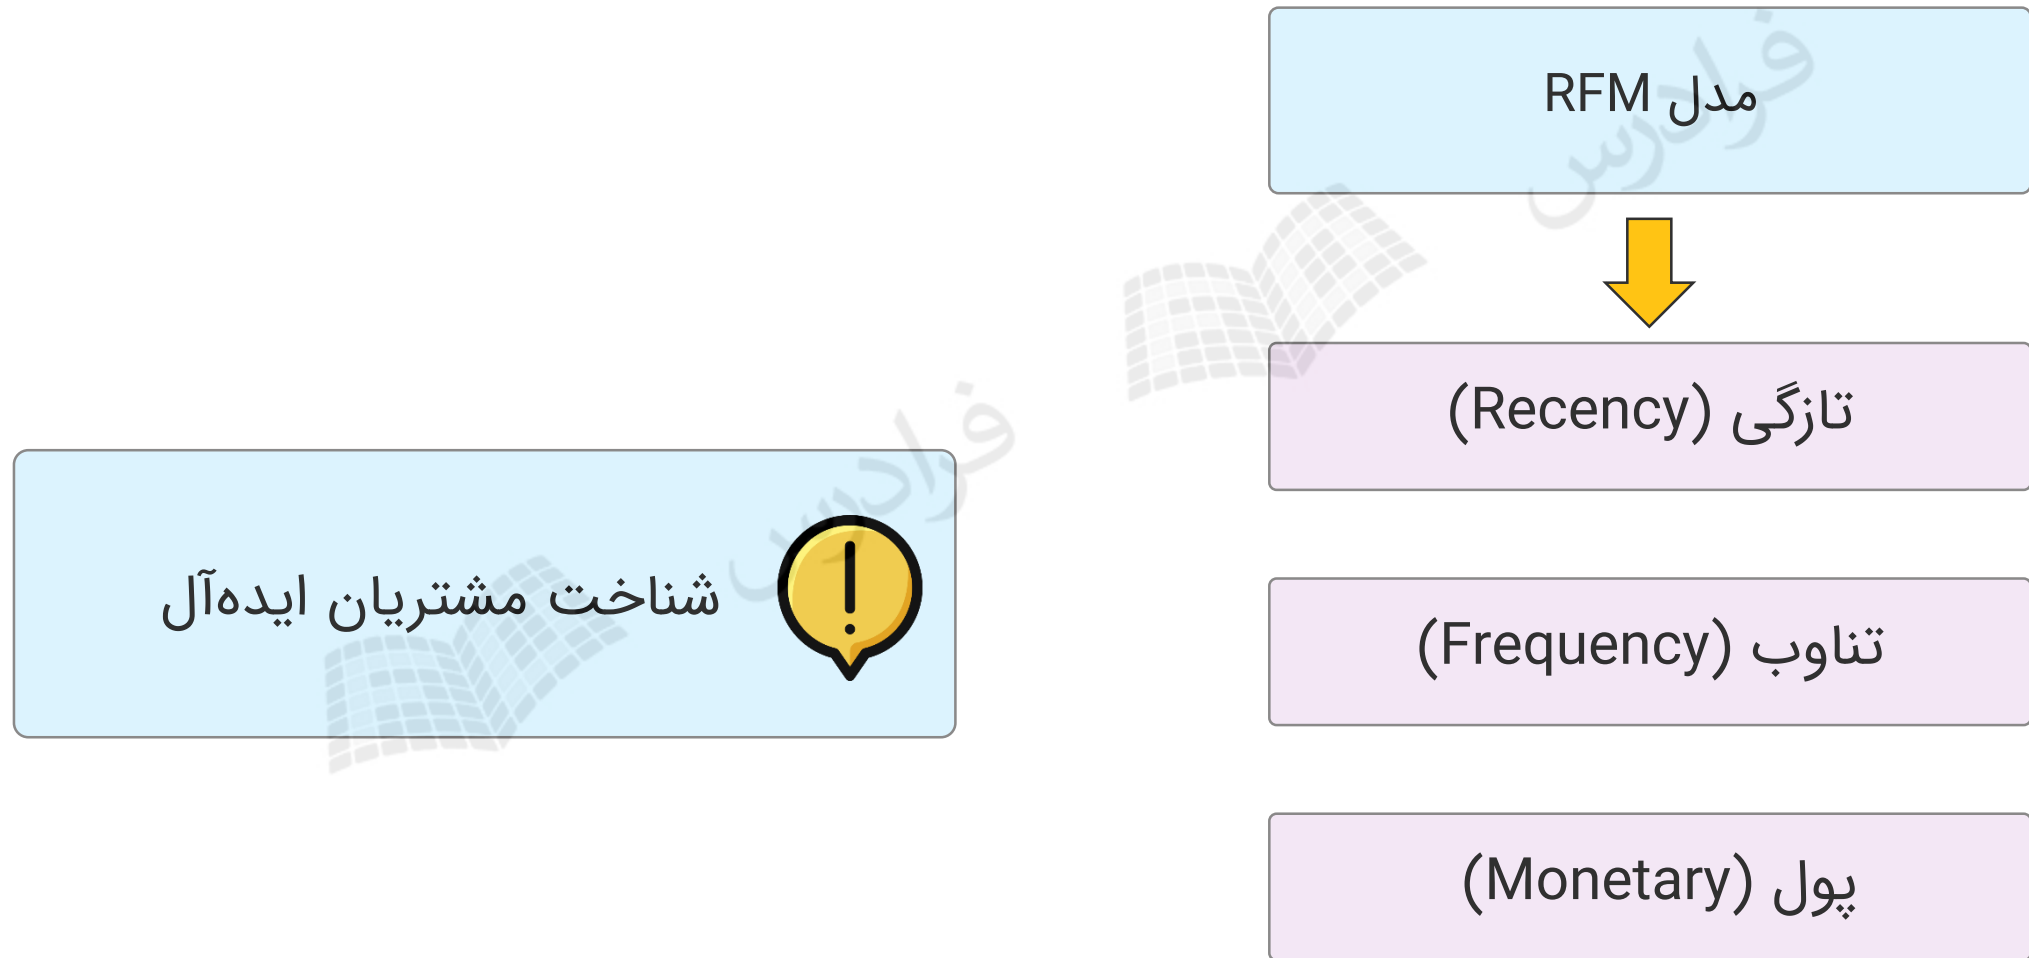 مدل RFM
تازگی (Recency)
تناوب (Frequency)
پول (Monetary)
شناخت مشتریان ایده‌آل
فرادرس
فرادرس